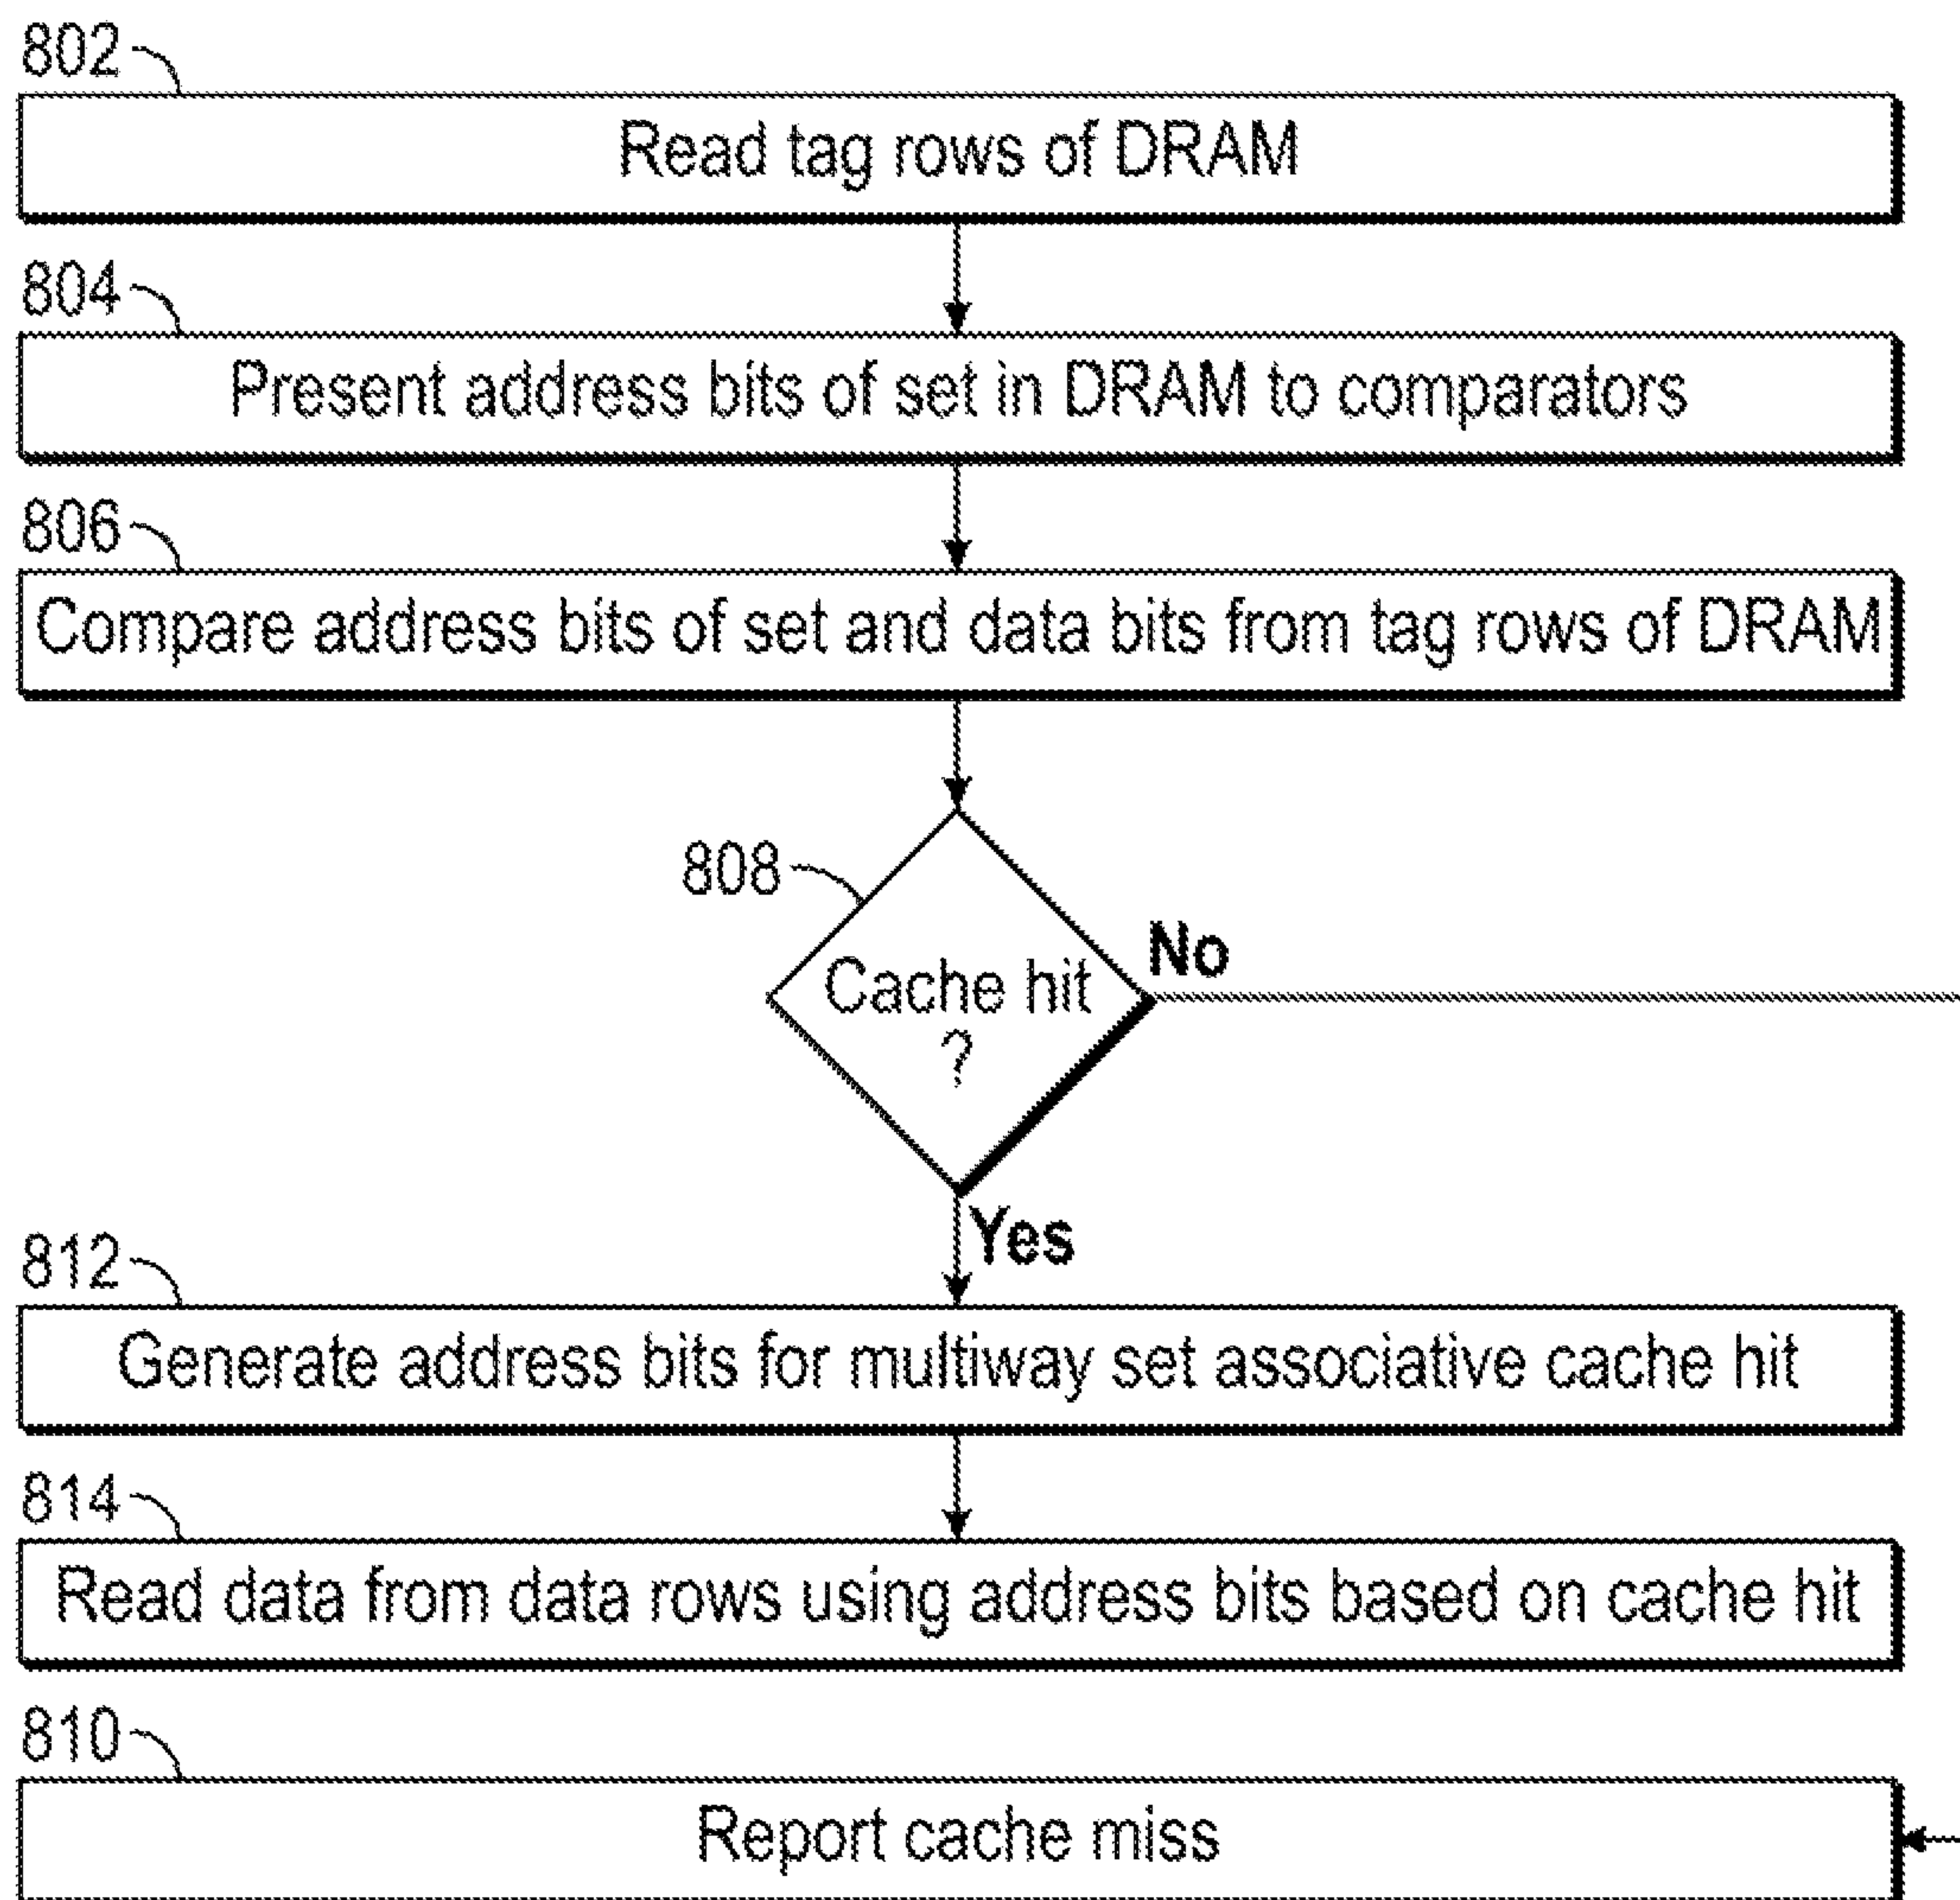 802
Read tag rows of DRAM
804
Present address bits of set in DRAM to comparators
806
Compare address bits of set and data bits from tag rows of DRAM
808
Cache hit
?
No
Yes
812
Generate address bits for multiway set associative cache hit
814
Read data from data rows using address bits based on cache hit
810
Report cache miss